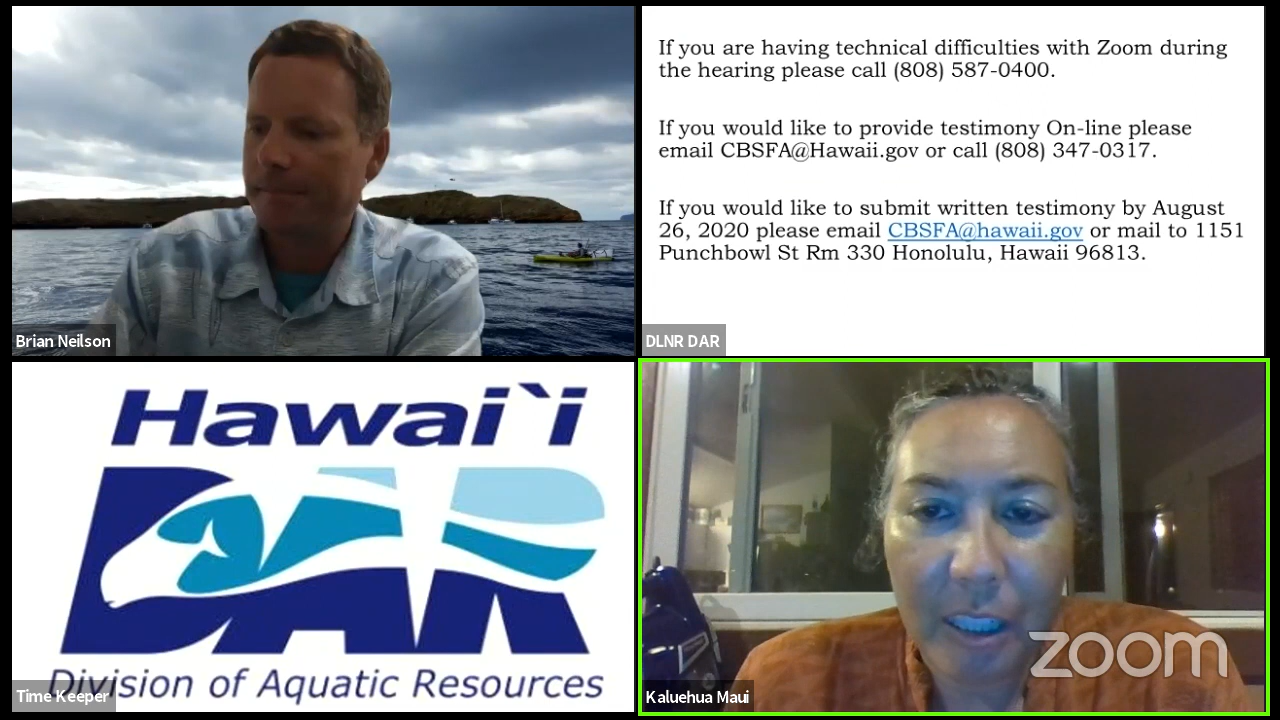 If you are having technical difficulties with Zoom during
the hearing please call (808) 587-0400.
If you would like to provide testimony On-line please
email CBSFA@Hawaii.gov or call (808) 347-0317.
If you would like to submit written testimony by August
26, 2020 please email CBSFA@hawaii.gov or mail to 1151
Punchbowl St Rm 330 Honolulu, Hawaii 96813.
Brian Neilson
DLNR DAR
Hawai`i
DAR
Division of Aquatic Resources
Time Keeper
zoom
Kaluehua Maui